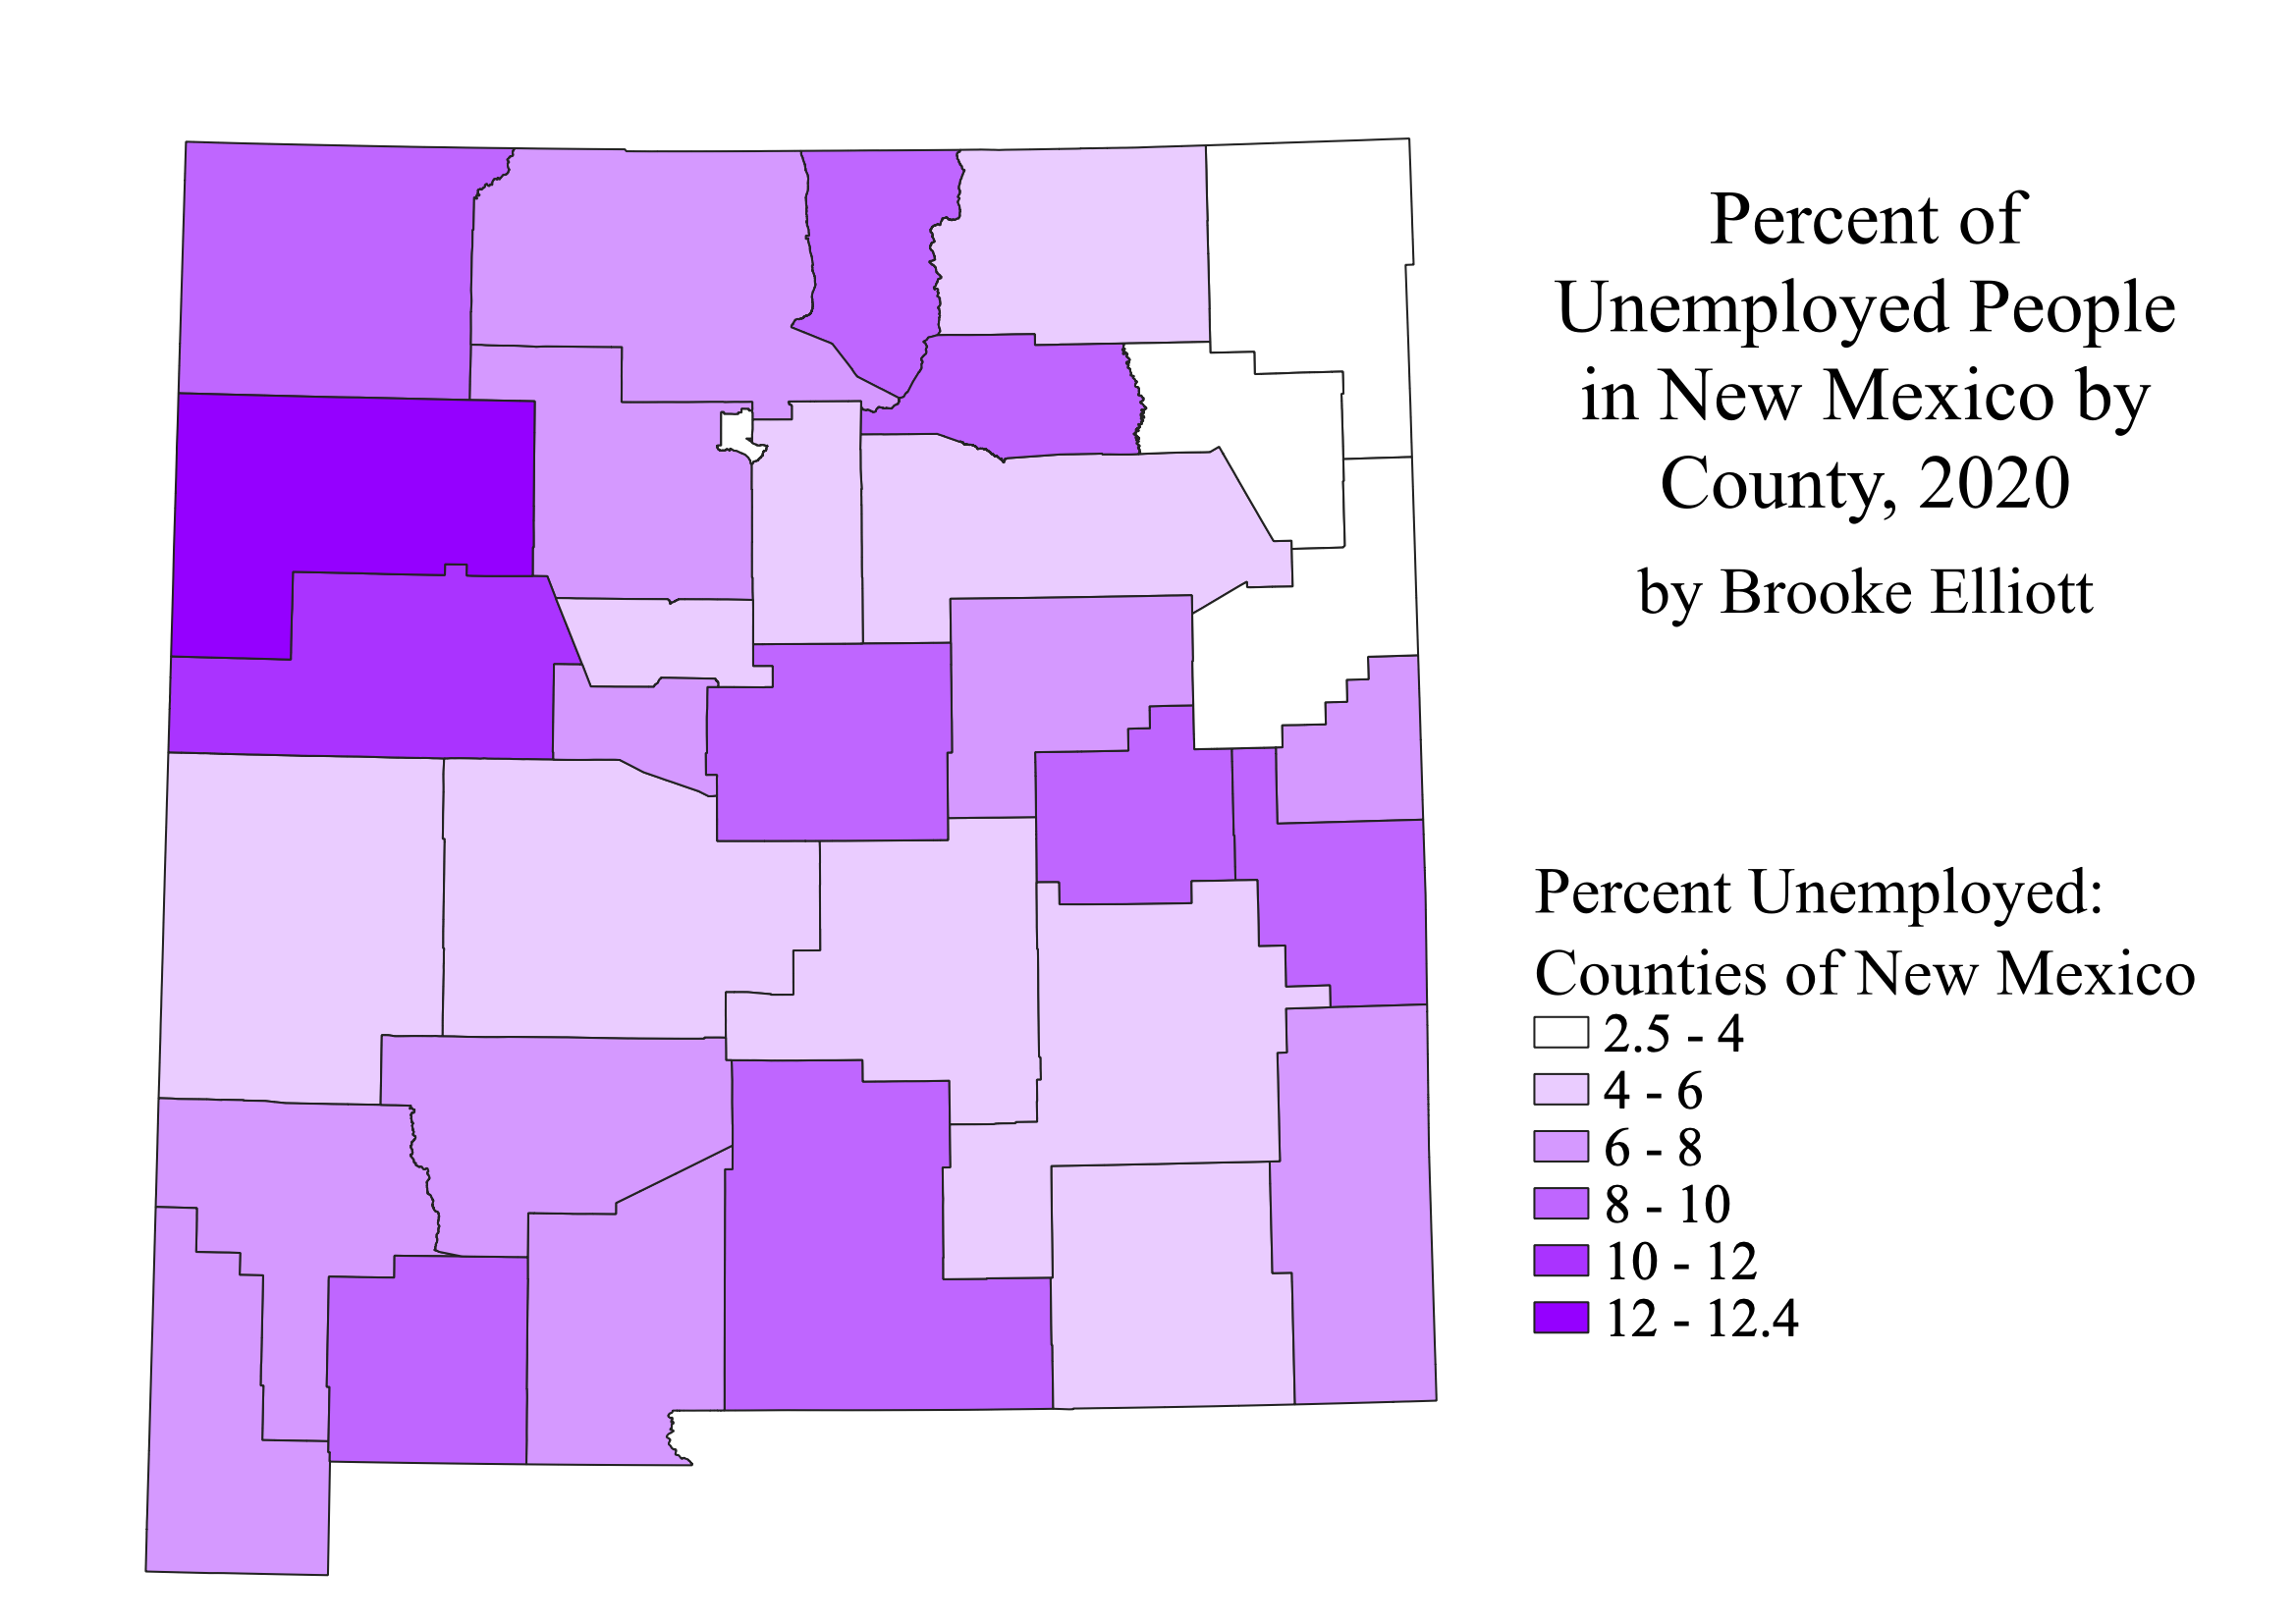 Percent of
Unemployed People
in New Mexico by
County, 2020
by Brooke Elliott
Percent Unemployed:
Counties of New Mexico
2.5 - 4
4 - 6
6 - 8
8 - 10
10 - 12
12 - 12.4